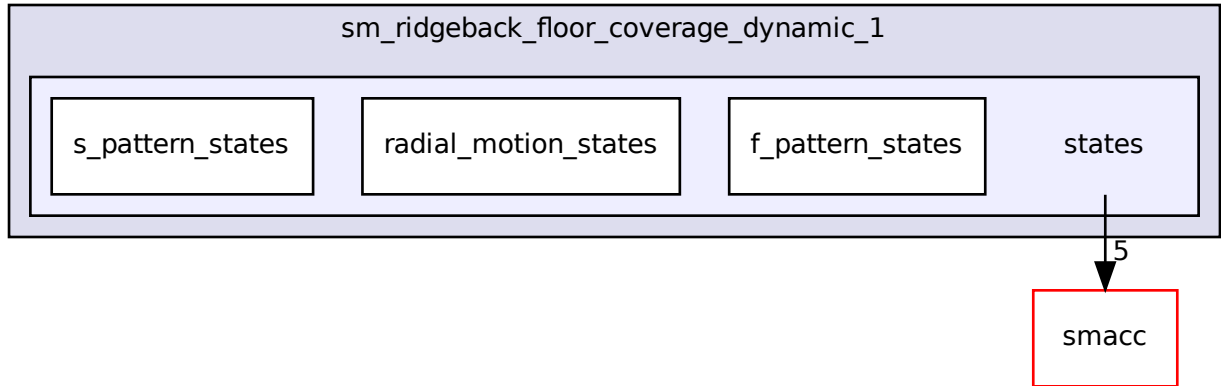 sm_ridgeback_floor_coverage_dynamic_1
s_pattern_states
radial_motion_states
f_pattern_states
states
5
smacc